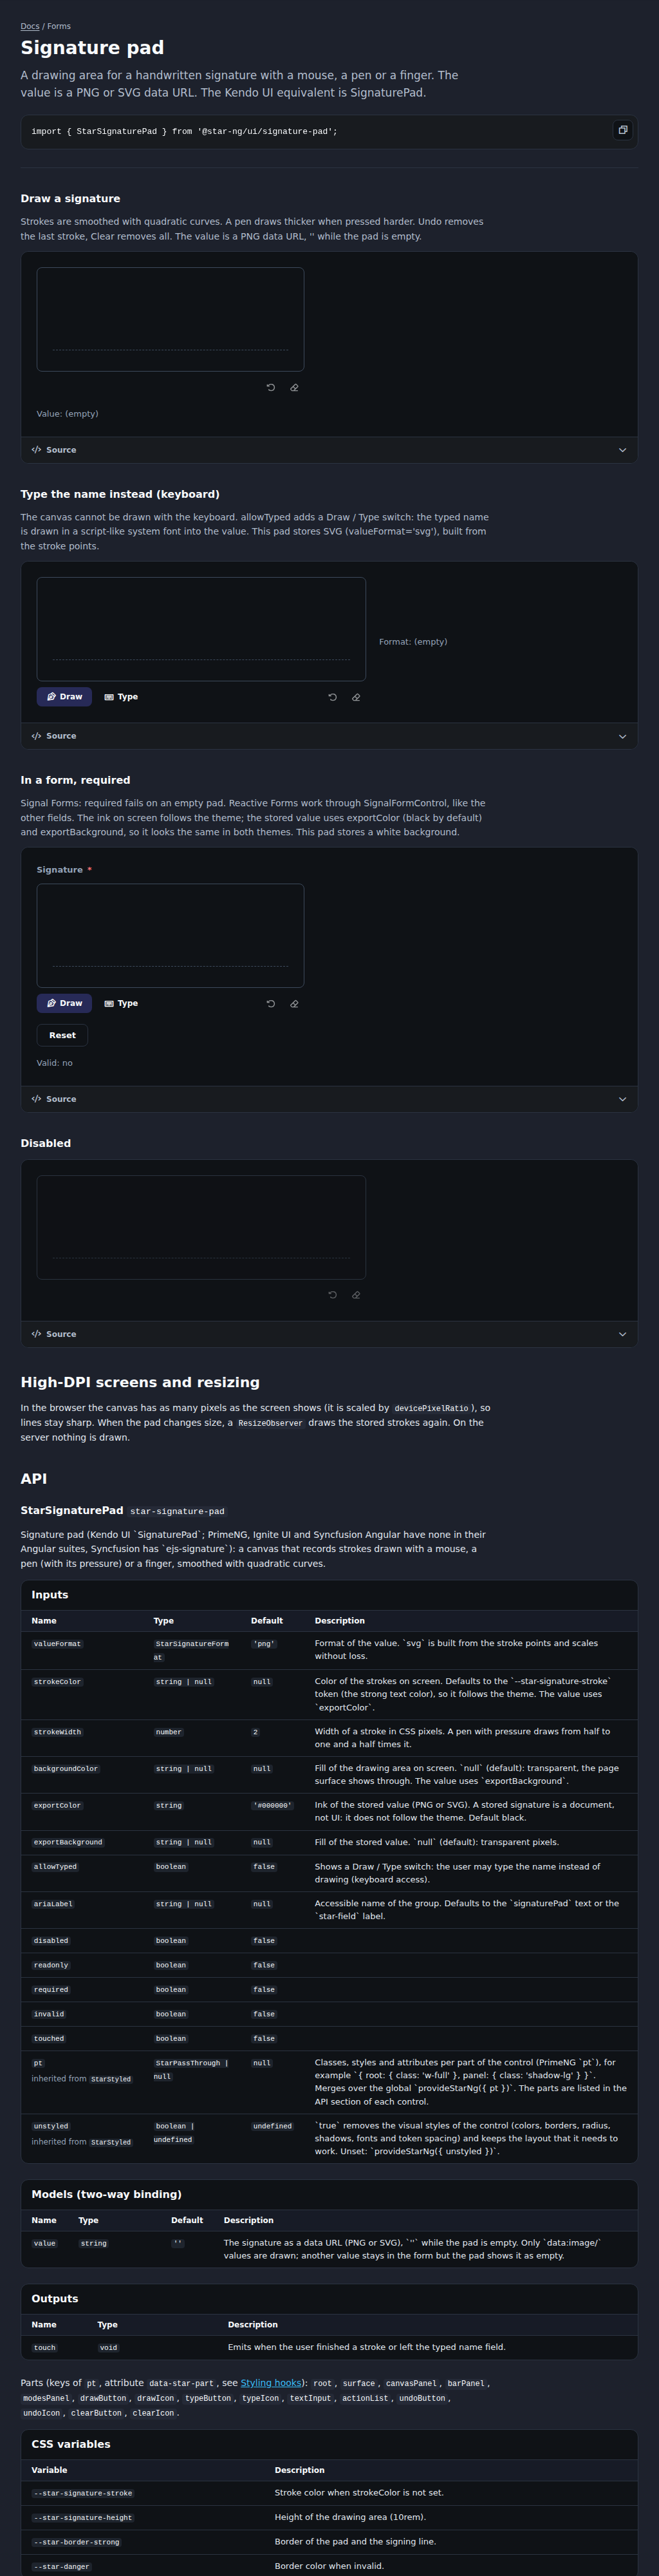 Docs / Forms
Signature pad
A drawing area for a handwritten signature with a mouse, a pen or a finger. The
value is a PNG or SVG data URL. The Kendo UI equivalent is SignaturePad.
import { StarSignaturePad } from '@star-ng/ui/signature-pad';
Draw a signature
Strokes are smoothed with quadratic curves. A pen draws thicker when pressed harder. Undo removes
the last stroke, Clear removes all. The value is a PNG data URL, '' while the pad is empty.
Value: (empty)
Source
Type the name instead (keyboard)
The canvas cannot be drawn with the keyboard. allowTyped adds a Draw / Type switch: the typed name
is drawn in a script-like system font into the value. This pad stores SVG (valueFormat='svg'), built from
the stroke points.
Format: (empty)
Draw Type
Source
In a form, required
Signal Forms: required fails on an empty pad. Reactive Forms work through SignalFormControl, like the
other fields. The ink on screen follows the theme; the stored value uses exportColor (black by default)
and exportBackground, so it looks the same in both themes. This pad stores a white background.
Signature *
Draw Type
Reset
Valid: no
Source
Disabled
Source
High-DPI screens and resizing
In the browser the canvas has as many pixels as the screen shows (it is scaled by devicePixelRatio), so
lines stay sharp. When the pad changes size, a ResizeObserver draws the stored strokes again. On the
server nothing is drawn.
API
StarSignaturePad star-signature-pad
Signature pad (Kendo UI `SignaturePad`; PrimeNG, Ignite UI and Syncfusion Angular have none in their
Angular suites, Syncfusion has `ejs-signature`): a canvas that records strokes drawn with a mouse, a
pen (with its pressure) or a finger, smoothed with quadratic curves.
Inputs
Name Type Default Description
valueFormat StarSignatureForm 'png' Format of the value. `svg` is built from the stroke points and scales
at without loss.
strokeColor string | null null Color of the strokes on screen. Defaults to the `--star-signature-stroke`
token (the strong text color), so it follows the theme. The value uses
`exportColor`.
strokeWidth number 2 Width of a stroke in CSS pixels. A pen with pressure draws from half to
one and a half times it.
backgroundColor string | null null Fill of the drawing area on screen. `null` (default): transparent, the page
surface shows through. The value uses `exportBackground`.
exportColor string '#000000' Ink of the stored value (PNG or SVG). A stored signature is a document,
not UI: it does not follow the theme. Default black.
exportBackground string | null null Fill of the stored value. `null` (default): transparent pixels.
allowTyped boolean false Shows a Draw / Type switch: the user may type the name instead of
drawing (keyboard access).
ariaLabel string | null null Accessible name of the group. Defaults to the `signaturePad` text or the
`star-field` label.
disabled boolean false
readonly boolean false
required boolean false
invalid boolean false
touched boolean false
pt StarPassThrough | null Classes, styles and attributes per part of the control (PrimeNG `pt`), for
inherited from StarStyled null example `{ root: { class: 'w-full' }, panel: { class: 'shadow-lg' } }`.
Merges over the global `provideStarNg({ pt })`. The parts are listed in the
API section of each control.
unstyled boolean | undefined `true` removes the visual styles of the control (colors, borders, radius,
inherited from StarStyled undefined shadows, fonts and token spacing) and keeps the layout that it needs to
work. Unset: `provideStarNg({ unstyled })`.
Models (two-way binding)
Name Type Default Description
value string '' The signature as a data URL (PNG or SVG), `''` while the pad is empty. Only `data:image/`
values are drawn; another value stays in the form but the pad shows it as empty.
Outputs
Name Type Description
touch void Emits when the user finished a stroke or left the typed name field.
Parts (keys of pt, attribute data-star-part, see Styling hooks): root, surface, canvasPanel, barPanel,
modesPanel, drawButton, drawIcon, typeButton, typeIcon, textInput, actionList, undoButton,
undoIcon, clearButton, clearIcon.
CSS variables
Variable Description
--star-signature-stroke Stroke color when strokeColor is not set.
--star-signature-height Height of the drawing area (10rem).
--star-border-strong Border of the pad and the signing line.
--star-danger Border color when invalid.